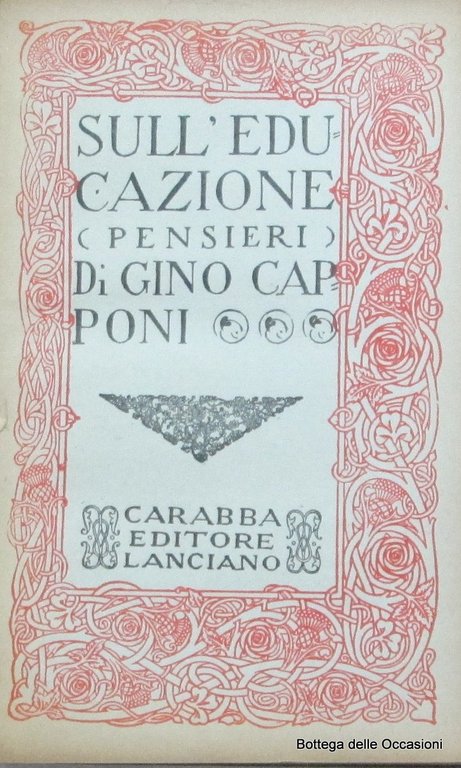 SULL'EDU=
CAZIONE
(PENSIERI)
Di GINO CAP=
PONI
CARABBA
EDITORE
LANCIANO
Bottega delle Occasioni